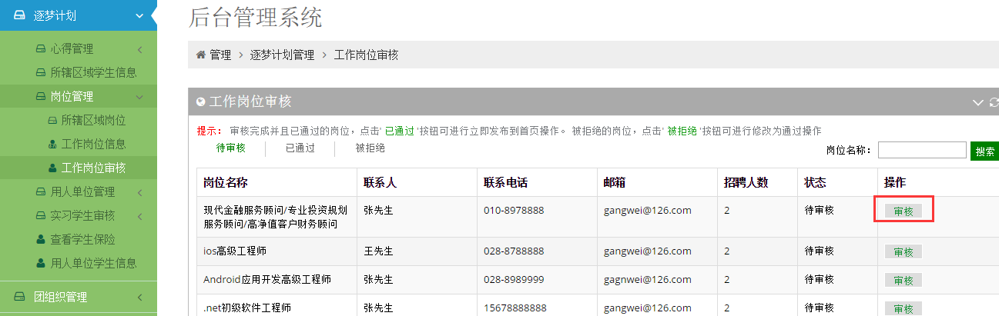 逐梦计划
心得管理
所辖区域学生信息
岗位管理
所辖区域岗位
工作岗位信息
工作岗位审核
用人单位管理
实习学生审核
查看学生保险
用人单位学生信息
团组织管理
后台管理系统
管理 > 逐梦计划管理 > 工作岗位审核
工作岗位审核
提示： 审核完成并且已通过的岗位，点击' 已通过 '按钮可进行立即发布到首页操作。 被拒绝的岗位，点击' 被拒绝 '按钮可进行修改为通过操作
待审核 已通过 被拒绝
岗位名称： 搜索
岗位名称 联系人 联系电话 邮箱 招聘人数 状态 操作
现代金融服务顾问/专业投资规划
服务顾问/高净值客户财务顾问 张先生 010-8978888 gangwei@126.com 2 待审核 审核
ios高级工程师 王先生 028-8788888 gangwei@126.com 2 待审核 审核
Android应用开发高级工程师 张先生 028-8989999 gagnwei@126.com 2 待审核 审核
.net初级软件工程师 张先生 15678888888 gangwei@126.com 2 待审核 审核